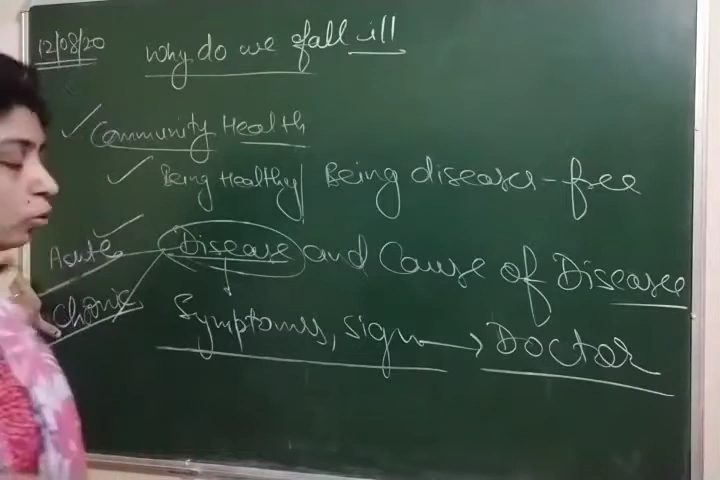 12/08/20
Why do we fall ill
Community Health
Being Healthy | Being disease-free
Acute
Disease and Cause of Disease
Chronic
Symptoms, sign → Doctor